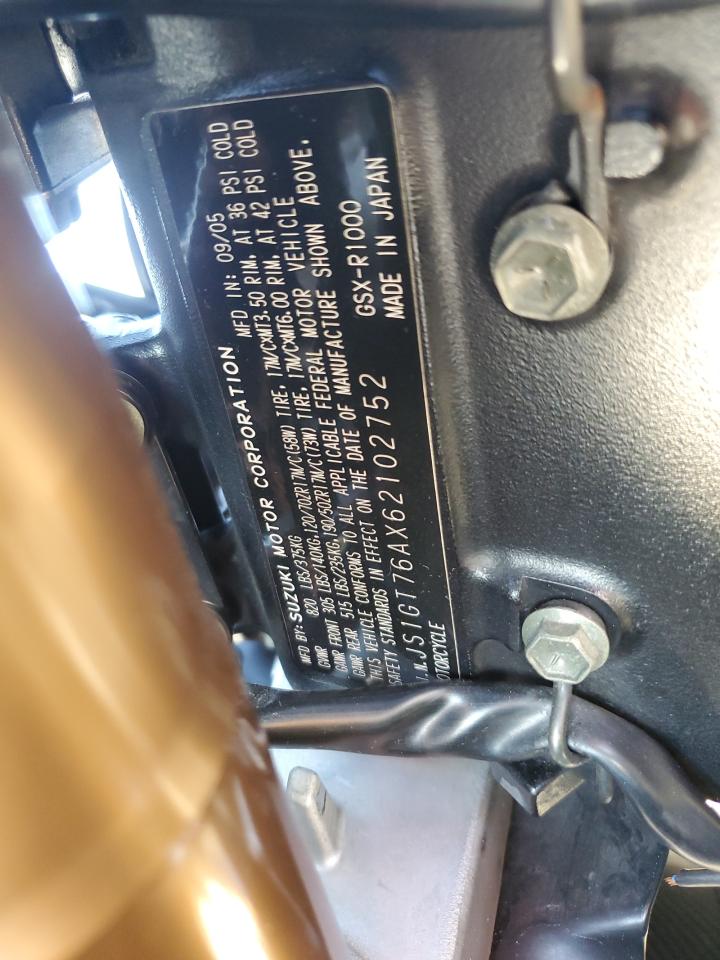 MFD BY: SUZUKI MOTOR CORPORATION MFD IN: 09/05
GVWR 820 LBS/375KG
GAWR FRONT 305 LBS/140KG,120/70ZR17M/C(58W) TIRE, 17M/CXMT3.50 RIM, AT 36 PSI COLD
GAWR REAR 515 LBS/235KG,190/50ZR17M/C(73W) TIRE, 17M/CXMT6.00 RIM, AT 42 PSI COLD
THIS VEHICLE CONFORMS TO ALL APPLICABLE FEDERAL MOTOR VEHICLE
SAFETY STANDARDS IN EFFECT ON THE DATE OF MANUFACTURE SHOWN ABOVE.
I.N. JS1GT76AX62102752 GSX-R1000
OTORCYCLE MADE IN JAPAN